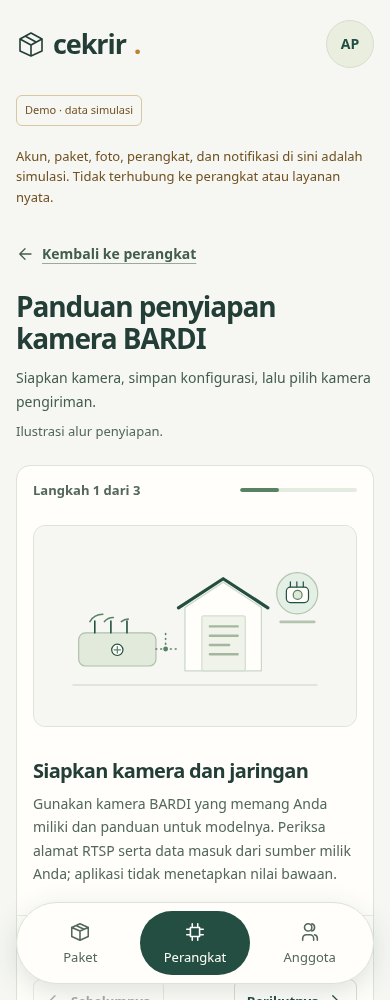 cekrir .
AP
Demo · data simulasi
Akun, paket, foto, perangkat, dan notifikasi di sini adalah
simulasi. Tidak terhubung ke perangkat atau layanan
nyata.
Kembali ke perangkat
Panduan penyiapan
kamera BARDI
Siapkan kamera, simpan konfigurasi, lalu pilih kamera
pengiriman.
Ilustrasi alur penyiapan.
Langkah 1 dari 3
Siapkan kamera dan jaringan
Gunakan kamera BARDI yang memang Anda
miliki dan panduan untuk modelnya. Periksa
alamat RTSP serta data masuk dari sumber milik
Anda; aplikasi tidak menetapkan nilai bawaan.
Paket
Perangkat
Anggota